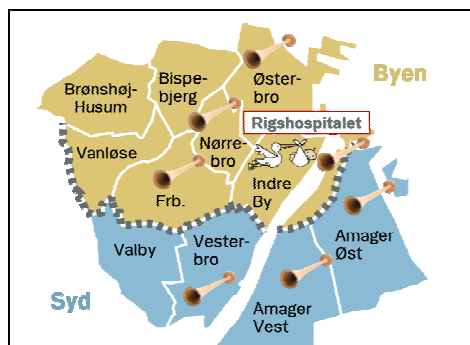 Byen
Bispe-
bjerg
Øster-
bro
Brønshøj-
Husum
Rigshospitalet
Vanløse
Nørre-
bro
Frb.
Indre
By
Valby
Vester-
bro
Amager
Øst
Syd
Amager
Vest